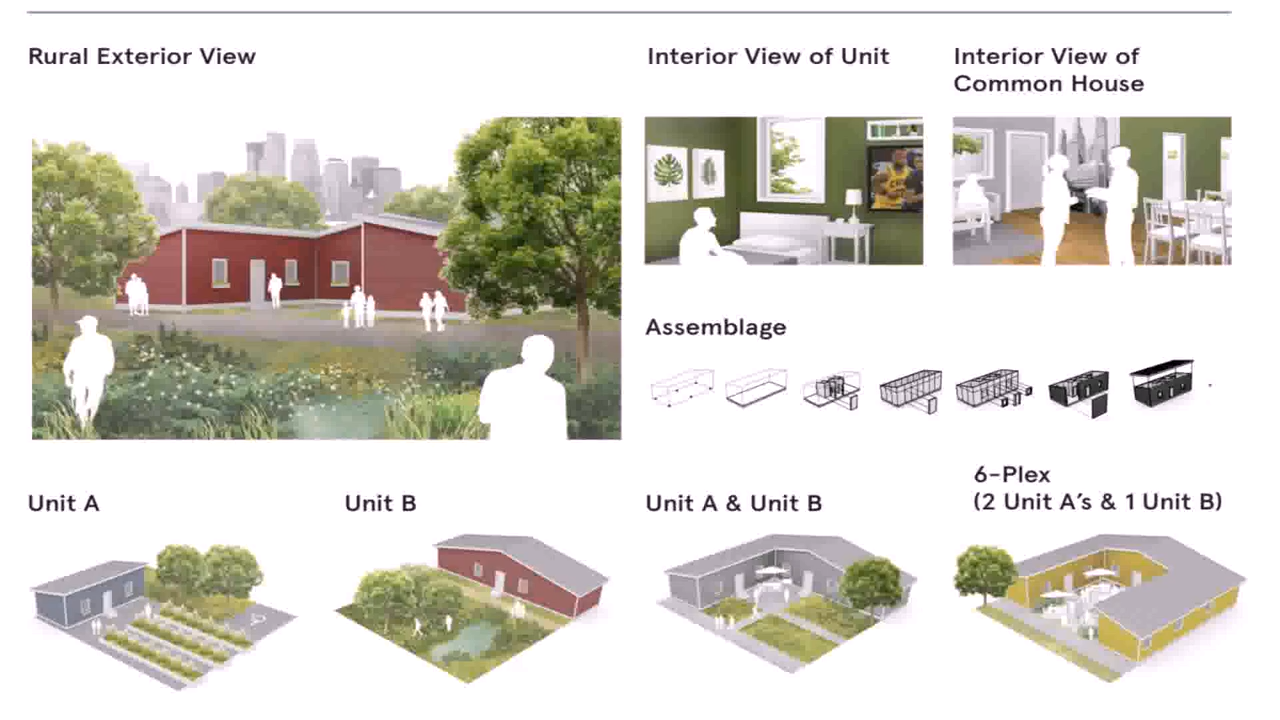 Rural Exterior View
Interior View of Unit
Interior View of
Common House
Assemblage
Unit A
Unit B
Unit A & Unit B
6-Plex
(2 Unit A's & 1 Unit B)